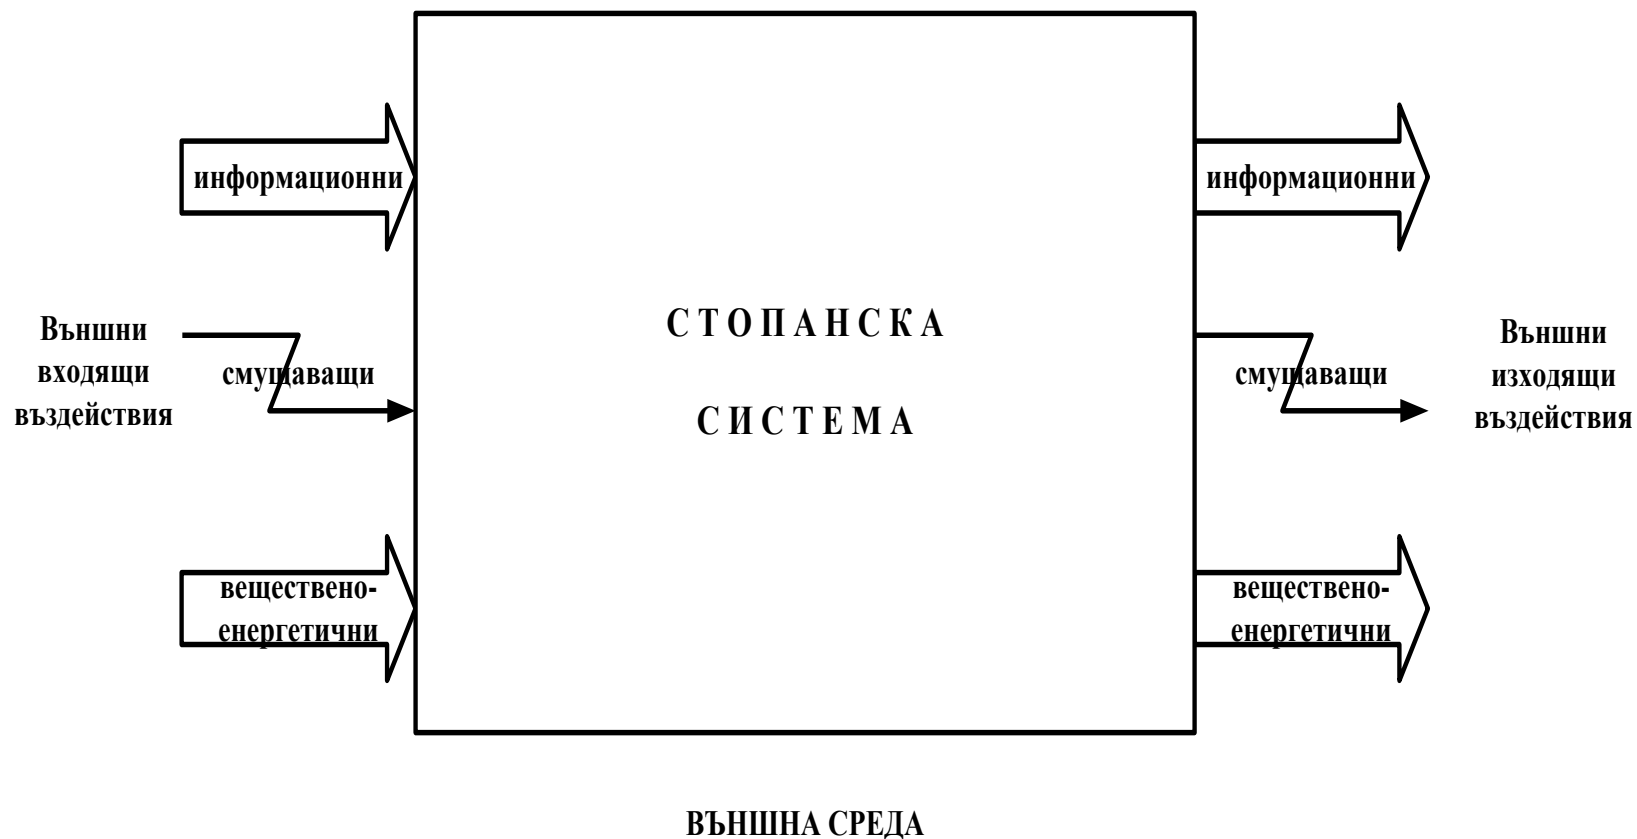 информационни
информационни
Външни
входящи
въздействия
смущаващи
С Т О П А Н С К А
С И С Т Е М А
смущаващи
Външни
изходящи
въздействия
веществено-
енергетични
веществено-
енергетични
ВЪНШНА СРЕДА